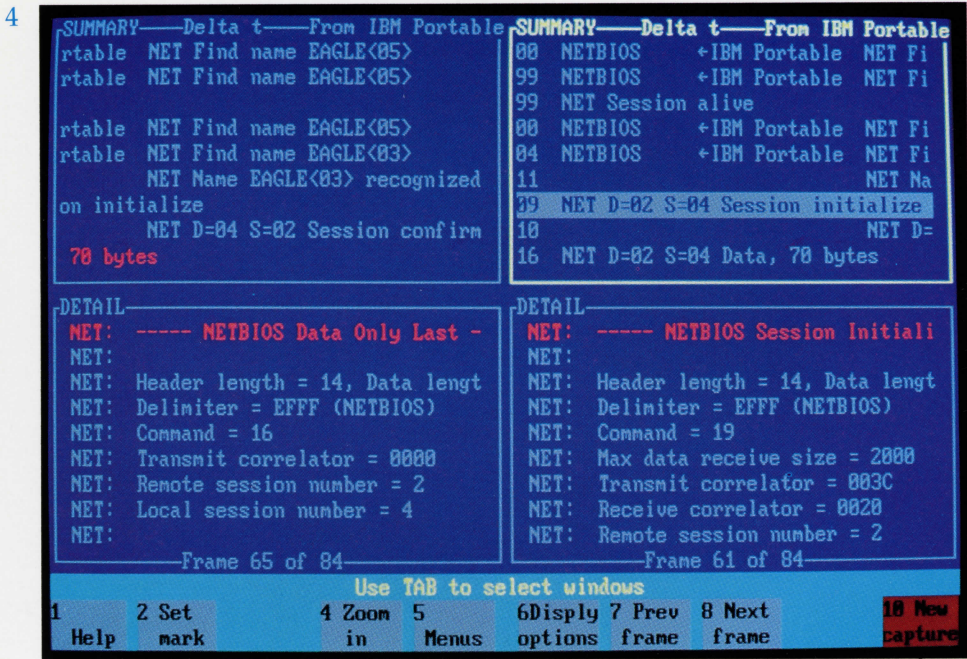 4
SUMMARY——Delta t——From IBM Portable
rtable NET Find name EAGLE<05>
rtable NET Find name EAGLE<05>
rtable NET Find name EAGLE<05>
rtable NET Find name EAGLE<03>
NET Name EAGLE<03> recognized
on initialize
NET D=04 S=02 Session confirm
70 bytes
SUMMARY——Delta t——From IBM Portable
00 NETBIOS ←IBM Portable NET Fi
99 NETBIOS ←IBM Portable NET Fi
99 NET Session alive
00 NETBIOS ←IBM Portable NET Fi
04 NETBIOS ←IBM Portable NET Fi
11 NET Na
09 NET D=02 S=04 Session initialize
10 NET D=
16 NET D=02 S=04 Data, 70 bytes
DETAIL
NET: ----- NETBIOS Data Only Last -
NET:
NET: Header length = 14, Data lengt
NET: Delimiter = EFFF (NETBIOS)
NET: Command = 16
NET: Transmit correlator = 0000
NET: Remote session number = 2
NET: Local session number = 4
NET:
Frame 65 of 84
DETAIL
NET: ----- NETBIOS Session Initiali
NET:
NET: Header length = 14, Data lengt
NET: Delimiter = EFFF (NETBIOS)
NET: Command = 19
NET: Max data receive size = 2000
NET: Transmit correlator = 003C
NET: Receive correlator = 0020
NET: Remote session number = 2
Frame 61 of 84
Use TAB to select windows
1 Help
2 Set mark
4 Zoom in
5 Menus
6Disply options
7 Prev frame
8 Next frame
10 New capture